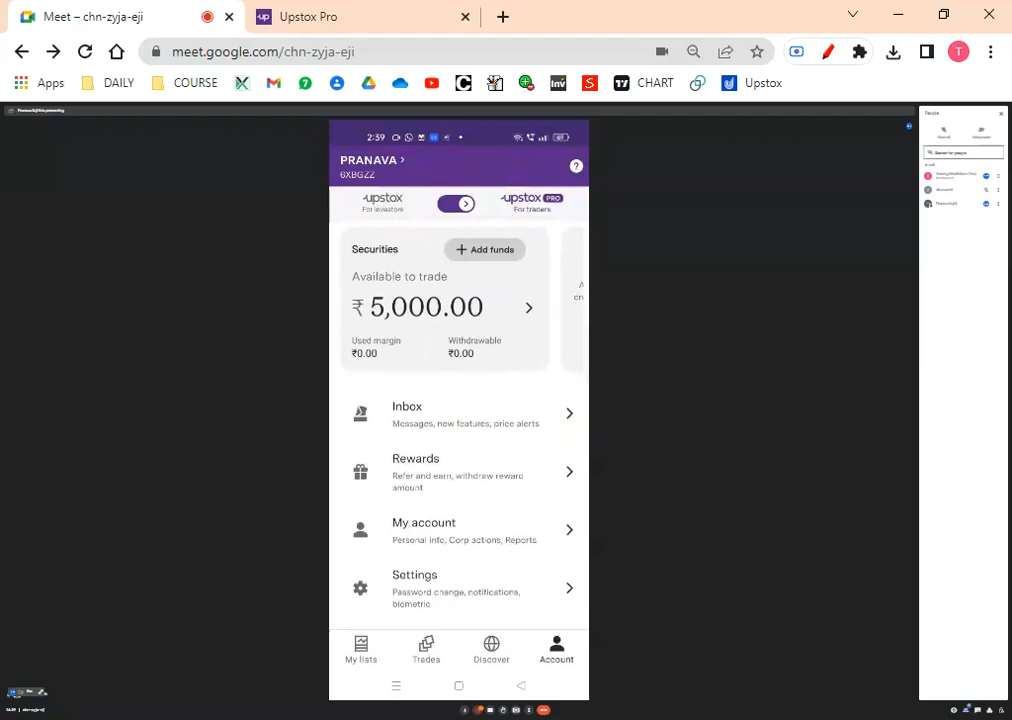 Meet – chn-zyja-eji
up
Upstox Pro
meet.google.com/chn-zyja-eji
T
Apps
DAILY
COURSE
CHART
Upstox
People
2:39
PRANAVA
6XBGZZ
?
upstox
For investors
upstox PRO
For traders
Securities
+ Add funds
Available to trade
₹ 5,000.00
Used margin
₹0.00
Withdrawable
₹0.00
Inbox
Messages, new features, price alerts
Rewards
Refer and earn, withdraw reward
amount
My account
Personal info, Corp actions, Reports
Settings
Password change, notifications,
biometric
My lists
Trades
Discover
Account